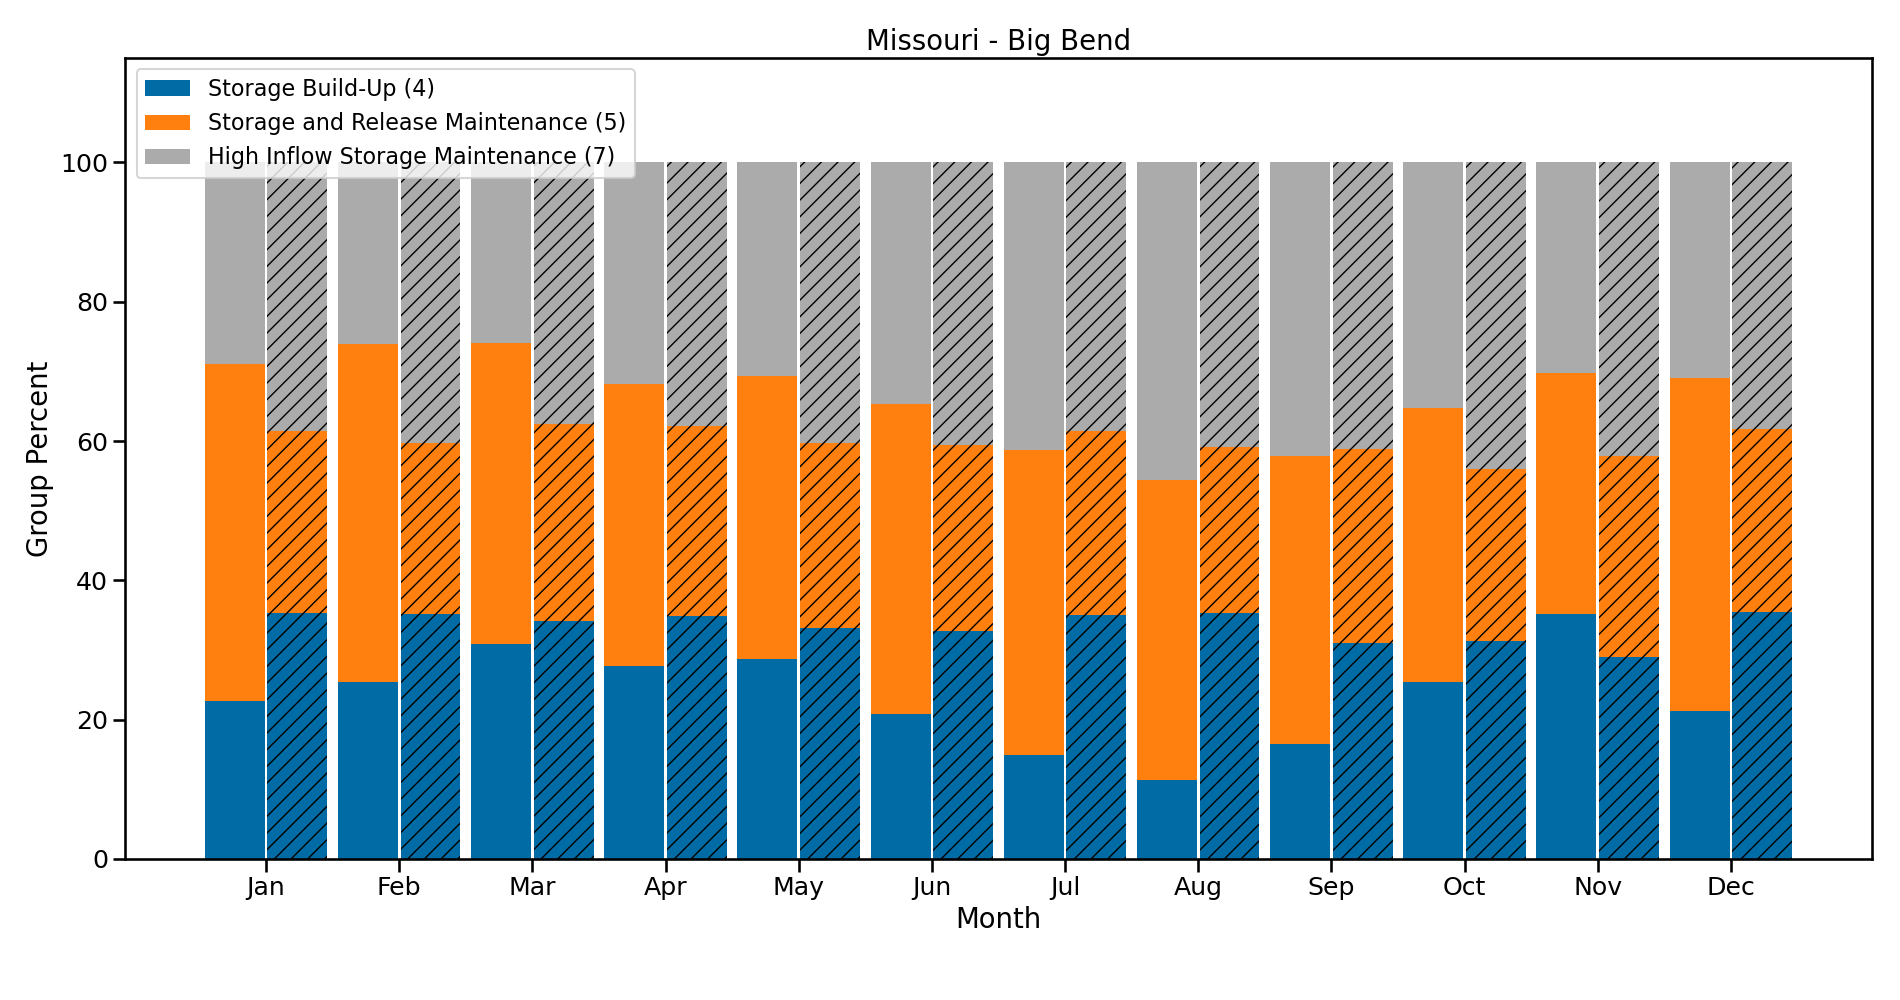 Missouri - Big Bend
Storage Build-Up (4)
Storage and Release Maintenance (5)
High Inflow Storage Maintenance (7)
100
80
60
40
20
0
Group Percent
Jan Feb Mar Apr May Jun Jul Aug Sep Oct Nov Dec
Month